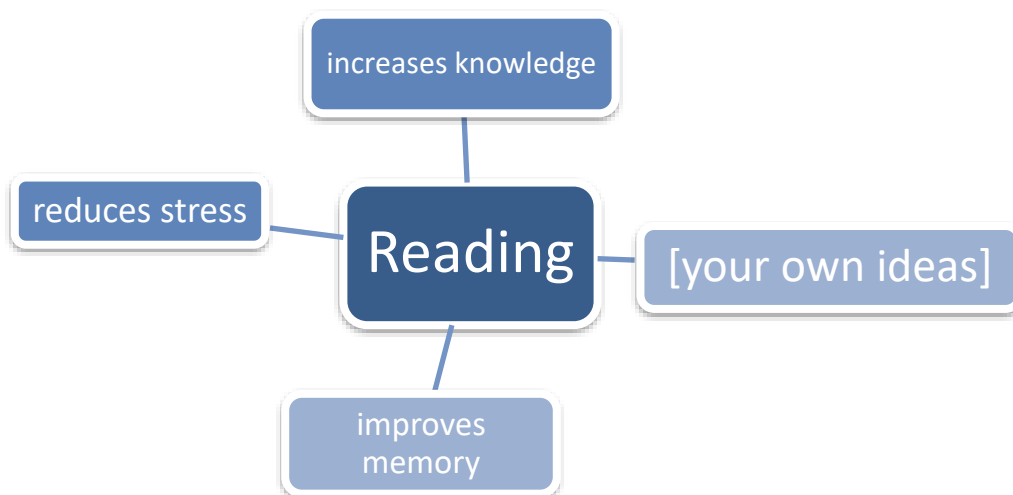 increases knowledge
reduces stress
Reading
[your own ideas]
improves
memory